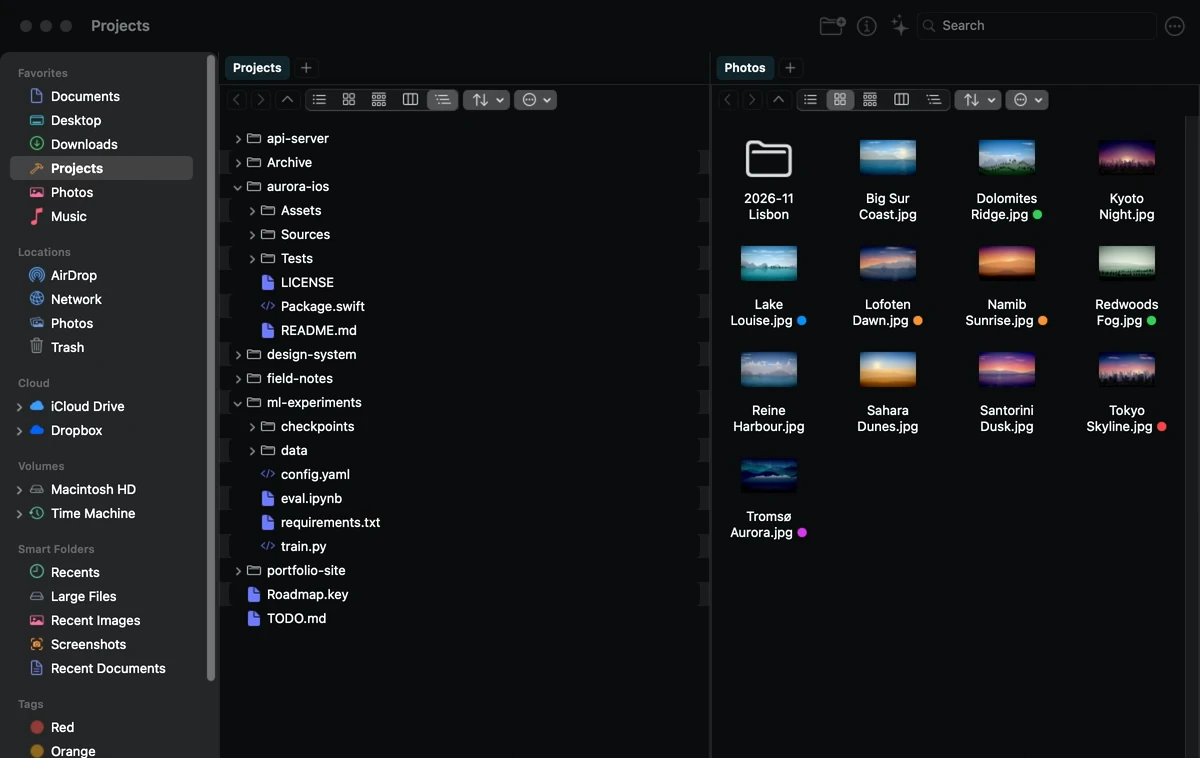 Projects
Search
Favorites
Documents
Desktop
Downloads
Projects
Photos
Music
Locations
AirDrop
Network
Photos
Trash
Cloud
iCloud Drive
Dropbox
Volumes
Macintosh HD
Time Machine
Smart Folders
Recents
Large Files
Recent Images
Screenshots
Recent Documents
Tags
Red
Orange
Projects
api-server
Archive
aurora-ios
Assets
Sources
Tests
LICENSE
Package.swift
README.md
design-system
field-notes
ml-experiments
checkpoints
data
config.yaml
eval.ipynb
requirements.txt
train.py
portfolio-site
Roadmap.key
TODO.md
Photos
2026-11
Lisbon
Big Sur
Coast.jpg
Dolomites
Ridge.jpg
Kyoto
Night.jpg
Lake
Louise.jpg
Lofoten
Dawn.jpg
Namib
Sunrise.jpg
Redwoods
Fog.jpg
Reine
Harbour.jpg
Sahara
Dunes.jpg
Santorini
Dusk.jpg
Tokyo
Skyline.jpg
Tromsø
Aurora.jpg